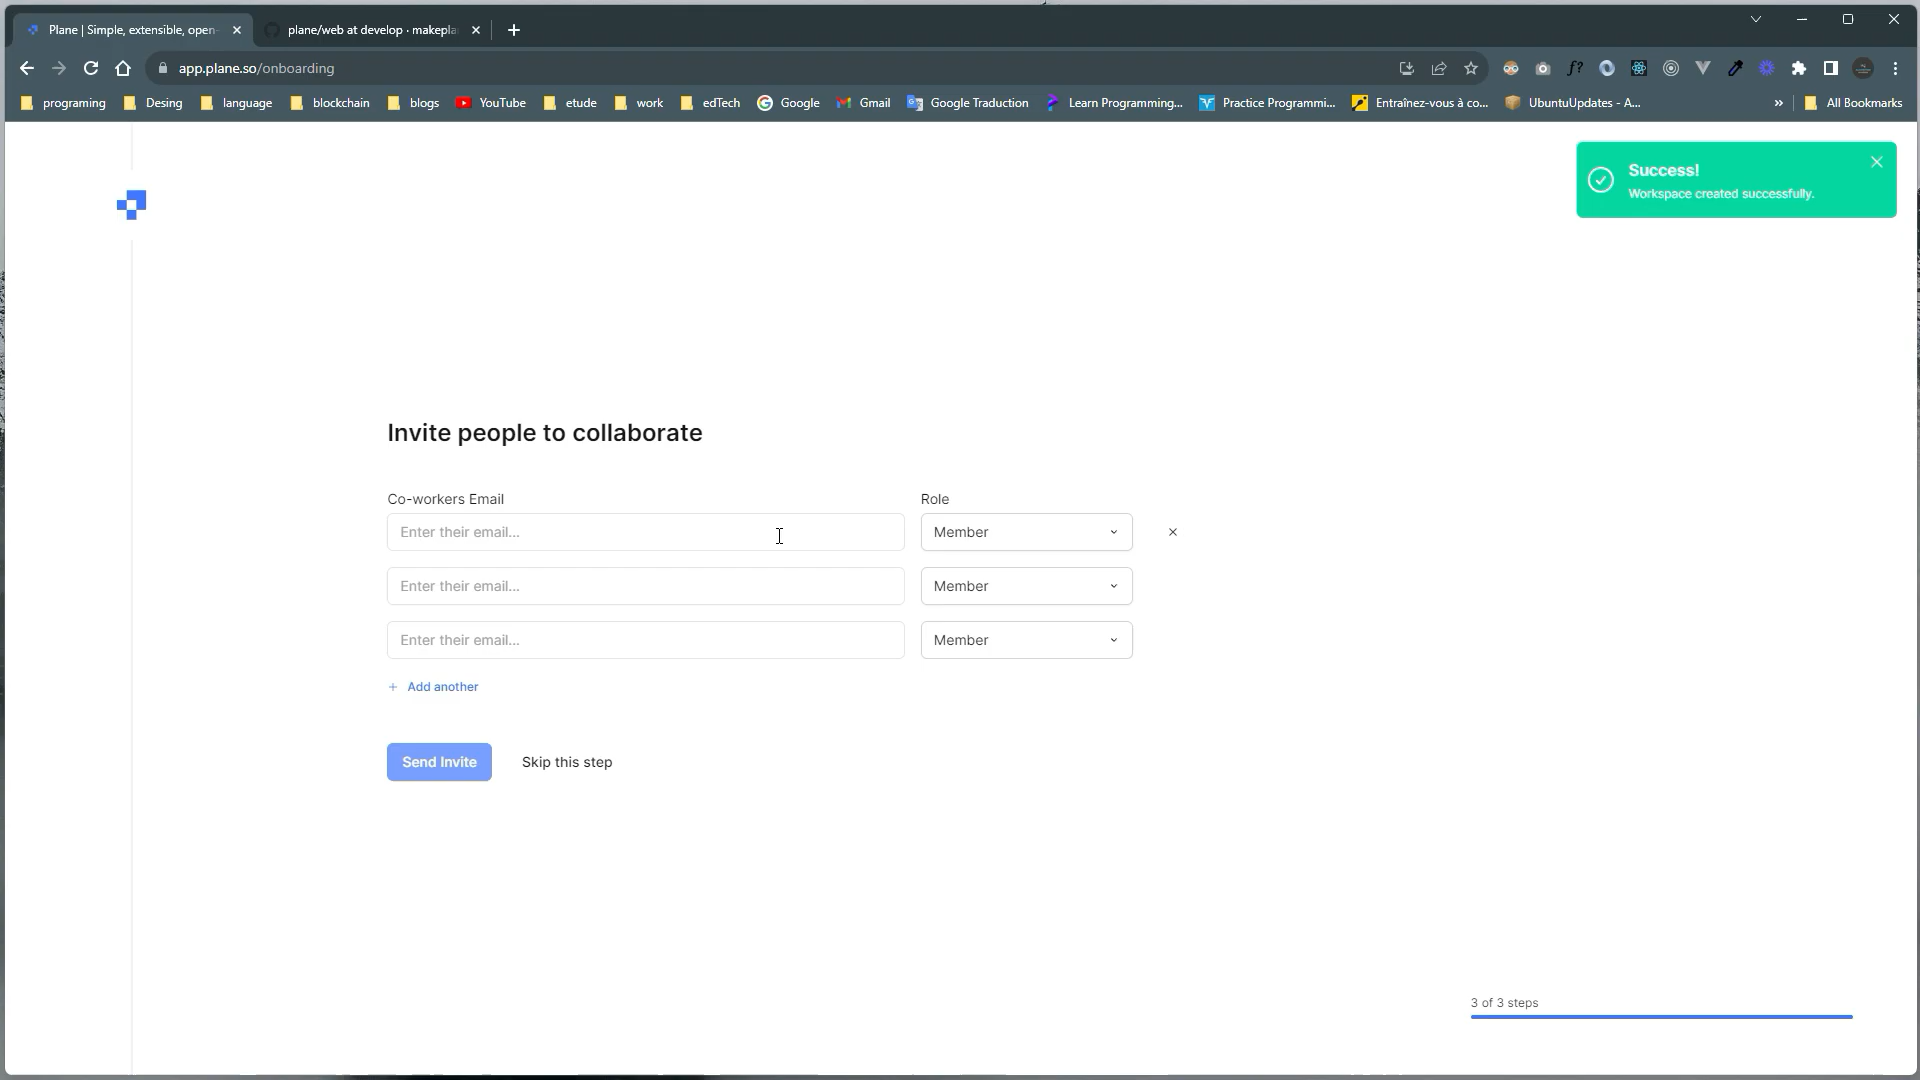 Plane | Simple, extensible, open-
plane/web at develop · makepla
app.plane.so/onboarding
f?
programing
Desing
language
blockchain
blogs
YouTube
etude
work
edTech
Google
Gmail
Google Traduction
Learn Programming...
Practice Programmi...
Entraînez-vous à co...
UbuntuUpdates - A...
»
All Bookmarks
Success!
Workspace created successfully.
Invite people to collaborate
Co-workers Email
Role
Enter their email...
Member
Enter their email...
Member
Enter their email...
Member
+ Add another
Send Invite
Skip this step
3 of 3 steps